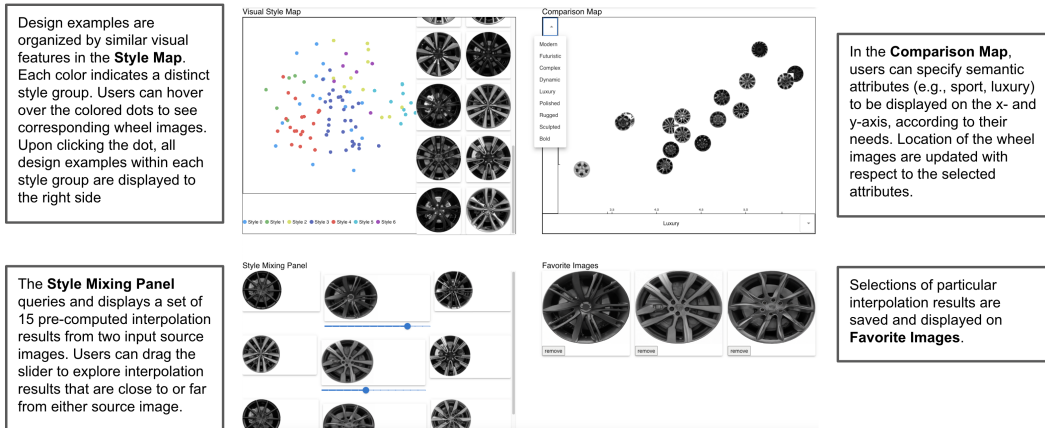 Design examples are
organized by similar visual
features in the Style Map.
Each color indicates a distinct
style group. Users can hover
over the colored dots to see
corresponding wheel images.
Upon clicking the dot, all
design examples within each
style group are displayed to
the right side
Visual Style Map
Style 0 Style 1 Style 2 Style 3 Style 4 Style 5 Style 6
Comparison Map
Modern
Futuristic
Complex
Dynamic
Luxury
Polished
Rugged
Sculpted
Bold
Luxury
In the Comparison Map,
users can specify semantic
attributes (e.g., sport, luxury)
to be displayed on the x- and
y-axis, according to their
needs. Location of the wheel
images are updated with
respect to the selected
attributes.
The Style Mixing Panel
queries and displays a set of
15 pre-computed interpolation
results from two input source
images. Users can drag the
slider to explore interpolation
results that are close to or far
from either source image.
Style Mixing Panel
Favorite Images
remove remove remove
Selections of particular
interpolation results are
saved and displayed on
Favorite Images.